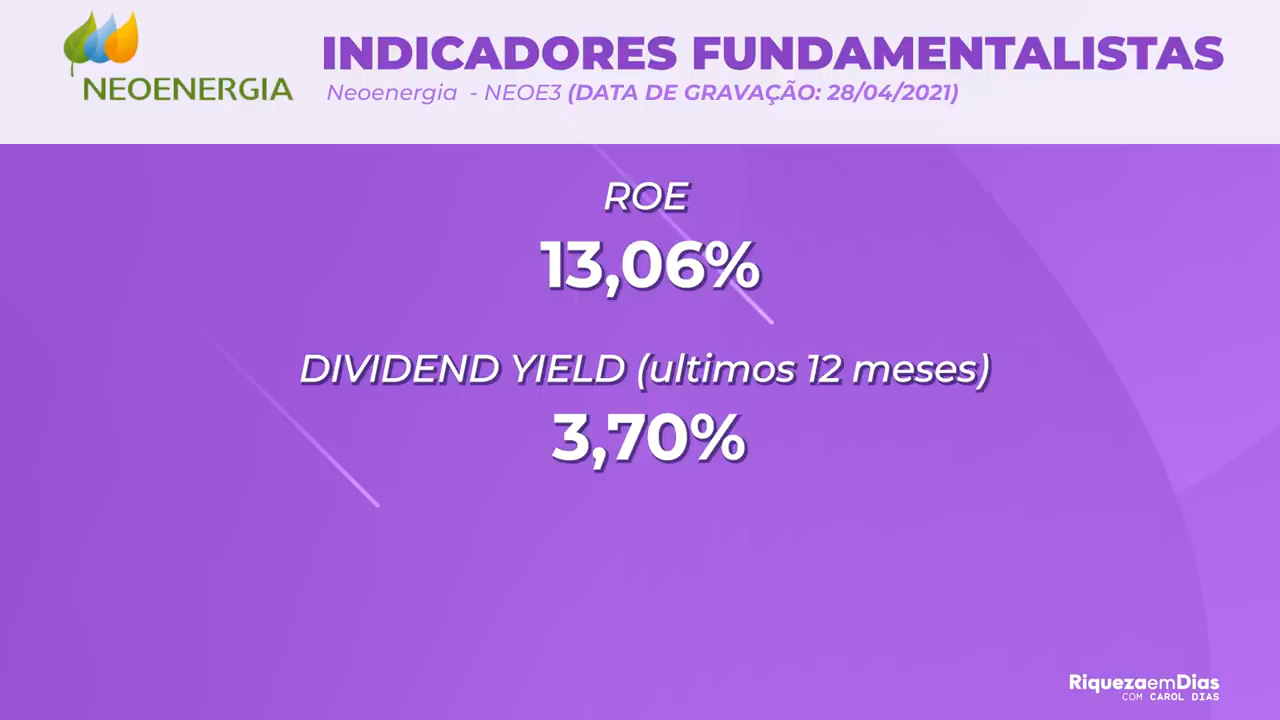 NEOENERGIA
INDICADORES FUNDAMENTALISTAS
Neoenergia - NEOE3 (DATA DE GRAVAÇÃO: 28/04/2021)
ROE
13,06%
DIVIDEND YIELD (ultimos 12 meses)
3,70%
RiquezaemDias
COM CAROL DIAS